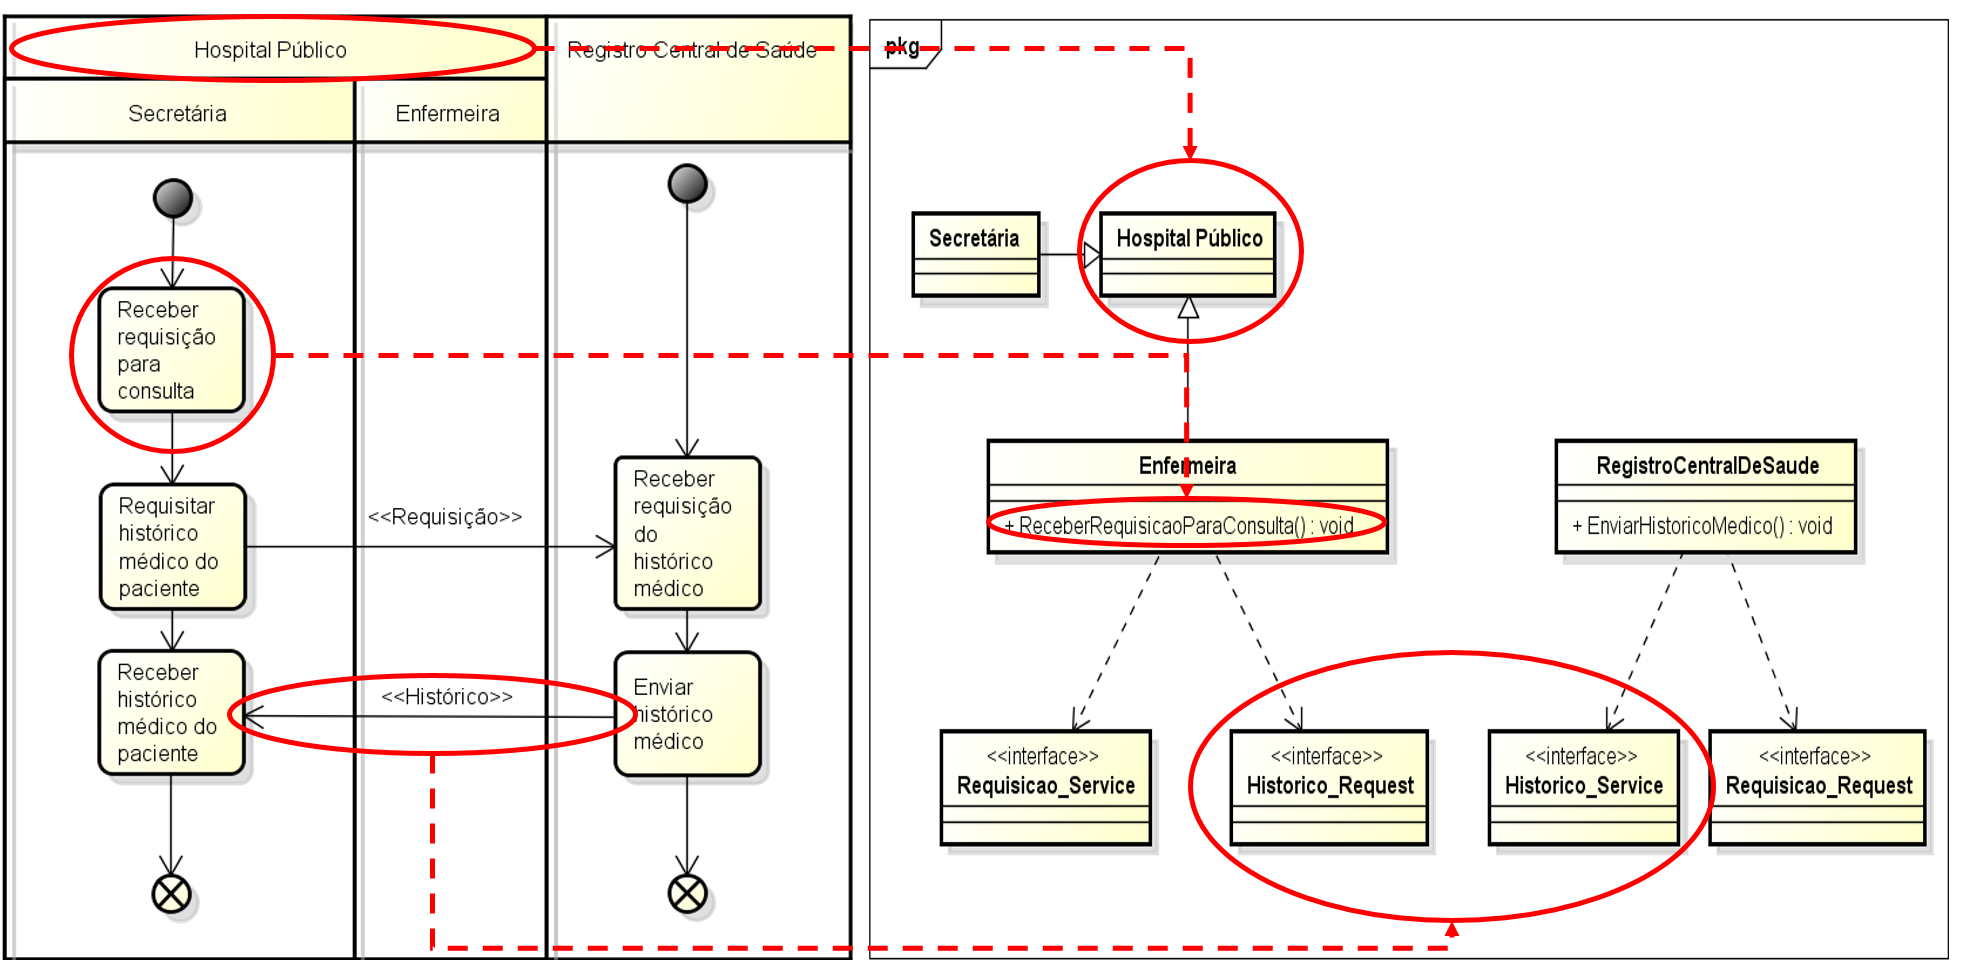 Hospital Público
Registro Central de Saúde
Secretária
Enfermeira
Receber
requisição
para
consulta
Requisitar
histórico
médico do
paciente
<<Requisição>>
Receber
requisição
do
histórico
médico
Receber
histórico
médico do
paciente
<<Histórico>>
Enviar
histórico
médico
pkg
Secretária
Hospital Público
Enfermeira
+ ReceberRequisicaoParaConsulta() : void
RegistroCentralDeSaude
+ EnviarHistoricoMedico() : void
<<interface>>
Requisicao_Service
<<interface>>
Historico_Request
<<interface>>
Historico_Service
<<interface>>
Requisicao_Request